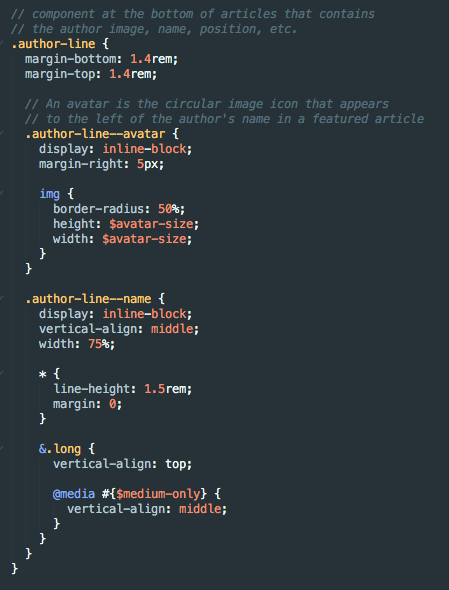 // component at the bottom of articles that contains
// the author image, name, position, etc.
.author-line {
  margin-bottom: 1.4rem;
  margin-top: 1.4rem;

  // An avatar is the circular image icon that appears
  // to the left of the author's name in a featured article
  .author-line--avatar {
    display: inline-block;
    margin-right: 5px;

    img {
      border-radius: 50%;
      height: $avatar-size;
      width: $avatar-size;
    }
  }

  .author-line--name {
    display: inline-block;
    vertical-align: middle;
    width: 75%;

    * {
      line-height: 1.5rem;
      margin: 0;
    }

    &.long {
      vertical-align: top;

      @media #{$medium-only} {
        vertical-align: middle;
      }
    }
  }
}